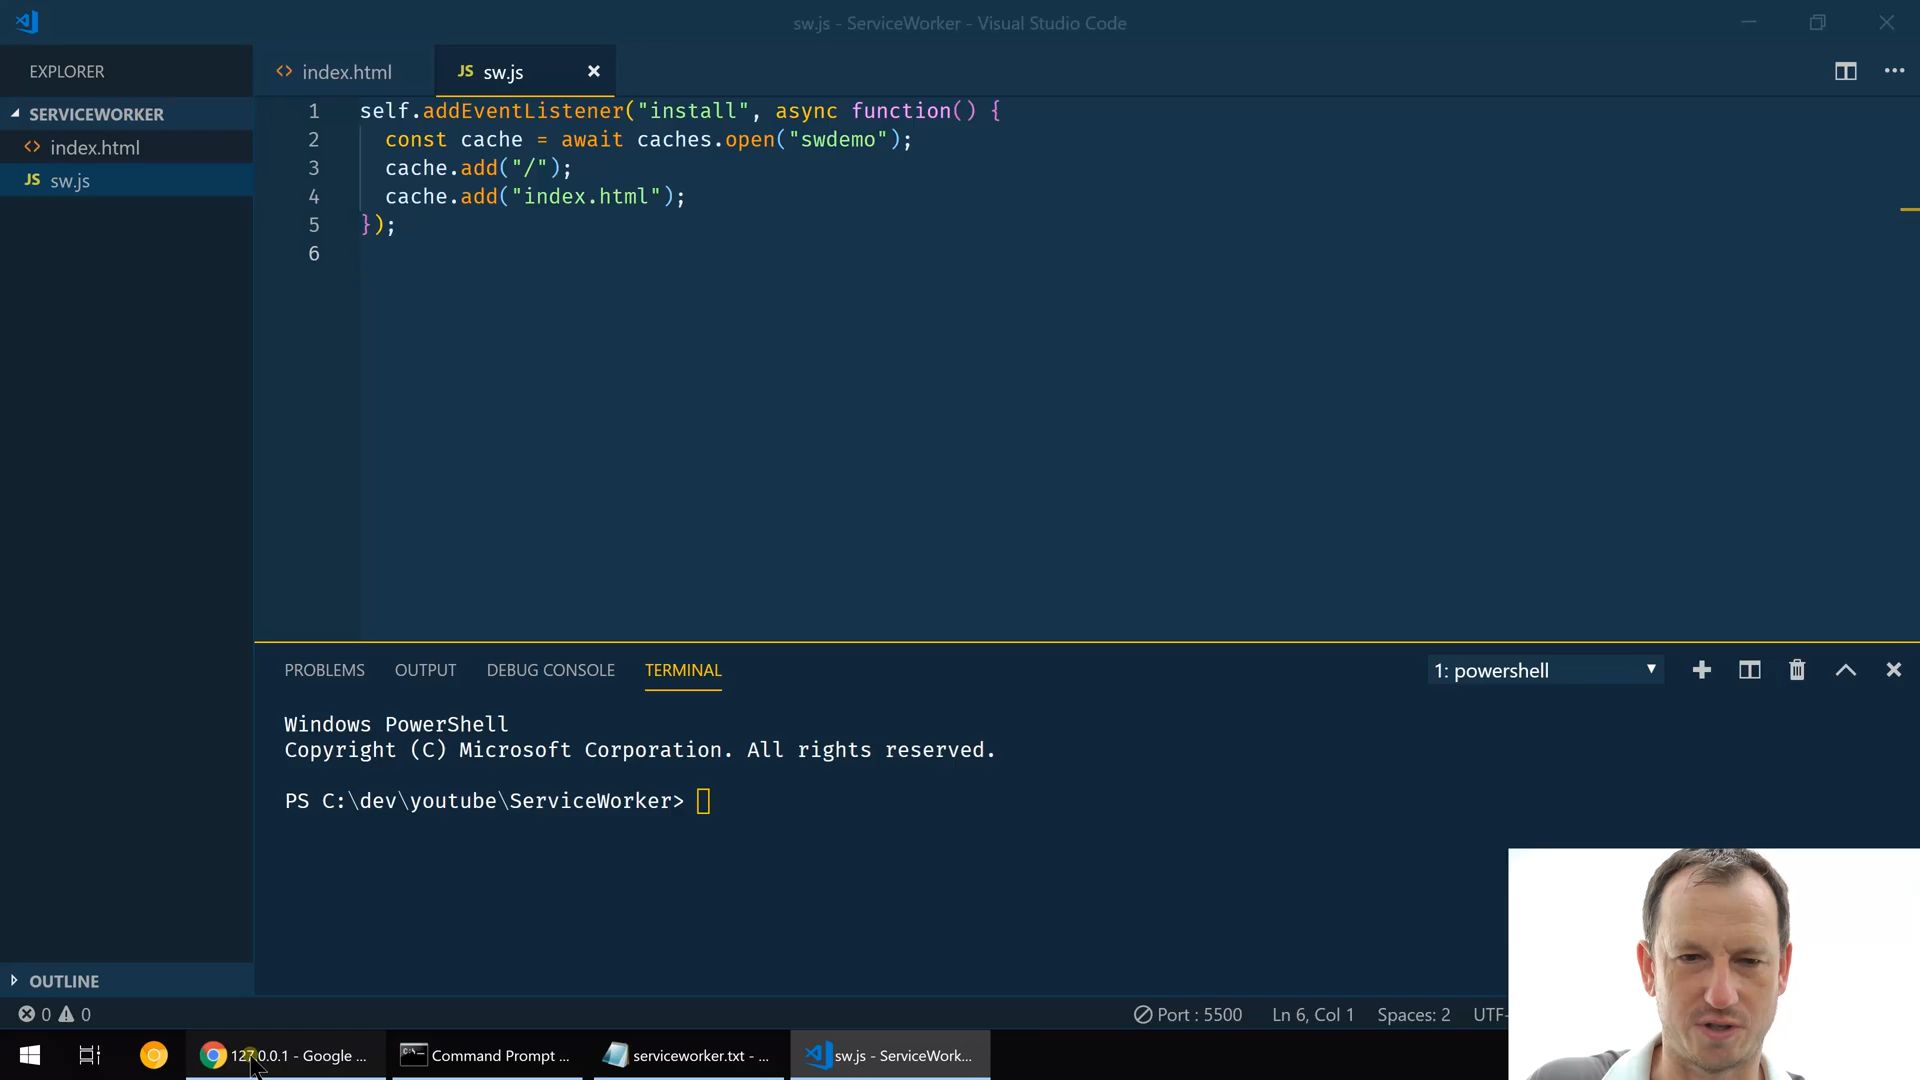 sw.js - ServiceWorker - Visual Studio Code
EXPLORER
index.html
JS sw.js
SERVICEWORKER
index.html
JS sw.js
1 self.addEventListener("install", async function() {
2 const cache = await caches.open("swdemo");
3 cache.add("/");
4 cache.add("index.html");
5 });
6
PROBLEMS OUTPUT DEBUG CONSOLE TERMINAL
1: powershell
Windows PowerShell
Copyright (C) Microsoft Corporation. All rights reserved.
PS C:\dev\youtube\ServiceWorker>
OUTLINE
0 0 Port : 5500 Ln 6, Col 1 Spaces: 2 UTF-
127.0.0.1 - Google ... Command Prompt ... serviceworker.txt - ... sw.js - ServiceWork...